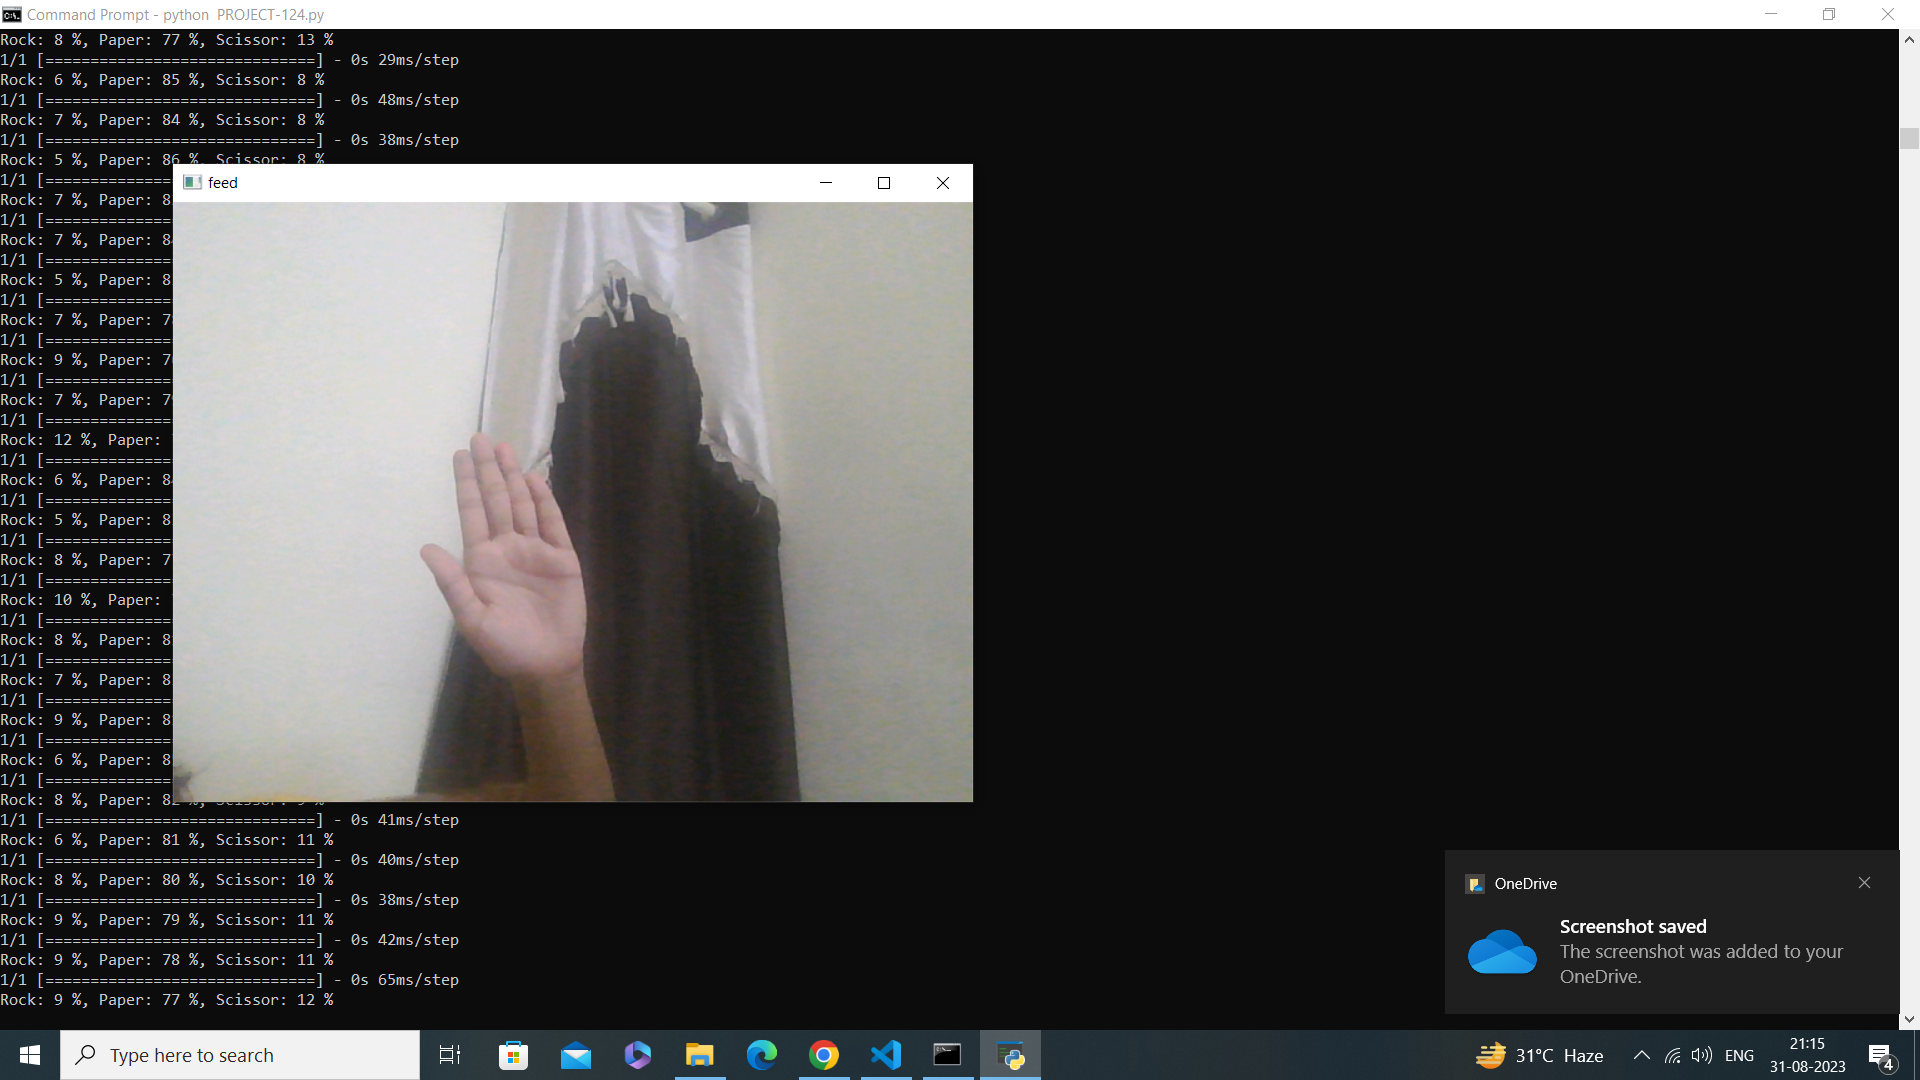 Command Prompt - python  PROJECT-124.py
Rock: 8 %, Paper: 77 %, Scissor: 13 %
1/1 [==============================] - 0s 29ms/step
Rock: 6 %, Paper: 85 %, Scissor: 8 %
1/1 [==============================] - 0s 48ms/step
Rock: 7 %, Paper: 84 %, Scissor: 8 %
1/1 [==============================] - 0s 38ms/step
Rock: 5 %, Paper: 86 %, Scissor: 8 %
1/1 [==============
feed
Rock: 7 %, Paper: 8
1/1 [==============
Rock: 7 %, Paper: 84
1/1 [==============
Rock: 5 %, Paper: 8
1/1 [==============
Rock: 7 %, Paper: 7
1/1 [==============
Rock: 9 %, Paper: 7
1/1 [==============
Rock: 7 %, Paper: 7
1/1 [==============
Rock: 12 %, Paper:
1/1 [==============
Rock: 6 %, Paper: 84
1/1 [==============
Rock: 5 %, Paper: 8
1/1 [==============
Rock: 8 %, Paper: 7
1/1 [==============
Rock: 10 %, Paper:
1/1 [==============
Rock: 8 %, Paper: 8
1/1 [==============
Rock: 7 %, Paper: 8
1/1 [==============
Rock: 9 %, Paper: 8
1/1 [==============
Rock: 6 %, Paper: 8
1/1 [==============
Rock: 8 %, Paper: 82 %, Scissor: 9 %
1/1 [==============================] - 0s 41ms/step
Rock: 6 %, Paper: 81 %, Scissor: 11 %
1/1 [==============================] - 0s 40ms/step
Rock: 8 %, Paper: 80 %, Scissor: 10 %
1/1 [==============================] - 0s 38ms/step
Rock: 9 %, Paper: 79 %, Scissor: 11 %
1/1 [==============================] - 0s 42ms/step
Rock: 9 %, Paper: 78 %, Scissor: 11 %
1/1 [==============================] - 0s 65ms/step
Rock: 9 %, Paper: 77 %, Scissor: 12 %
OneDrive
Screenshot saved
The screenshot was added to your
OneDrive.
Type here to search
31°C Haze
ENG
21:15
31-08-2023
4